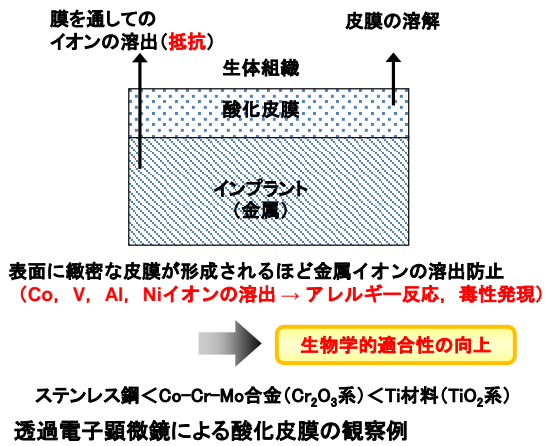 膜を通しての
イオンの溶出（抵抗）
皮膜の溶解
生体組織
酸化皮膜
インプラント
（金属）
表面に緻密な皮膜が形成されるほど金属イオンの溶出防止
（Co，V，Al，Niイオンの溶出 → アレルギー反応，毒性発現）
生物学的適合性の向上
ステンレス鋼＜Co-Cr-Mo合金（Cr₂O₃系）＜Ti材料（TiO₂系）
透過電子顕微鏡による酸化皮膜の観察例